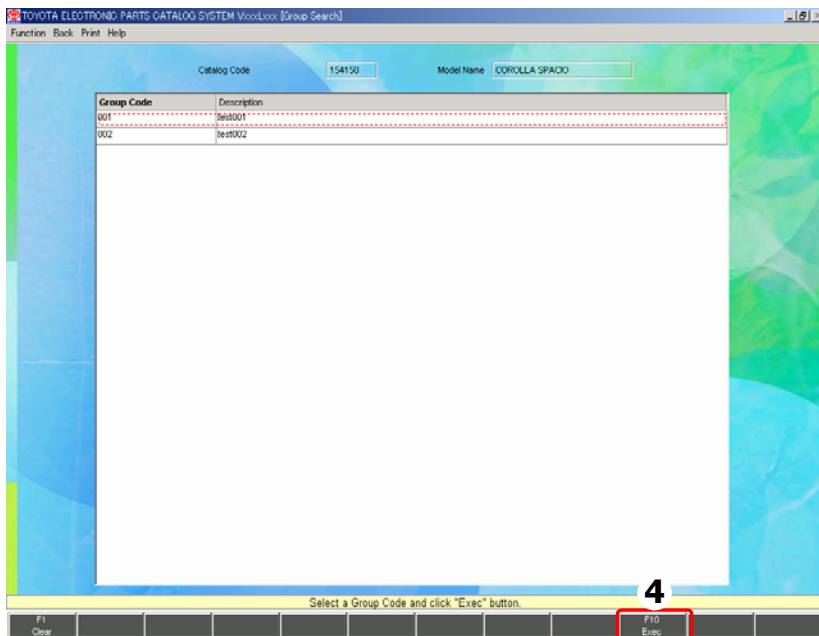 TOYOTA ELECTRONIC PARTS CATALOG SYSTEM VxxxLxxx [Group Search]
Function Back Print Help
Catalog Code 154150 Model Name COROLLA SPACIO
Group Code Description
001 test001
002 test002
4
Select a Group Code and click "Exec" button.
F1 F10
Clear Exec